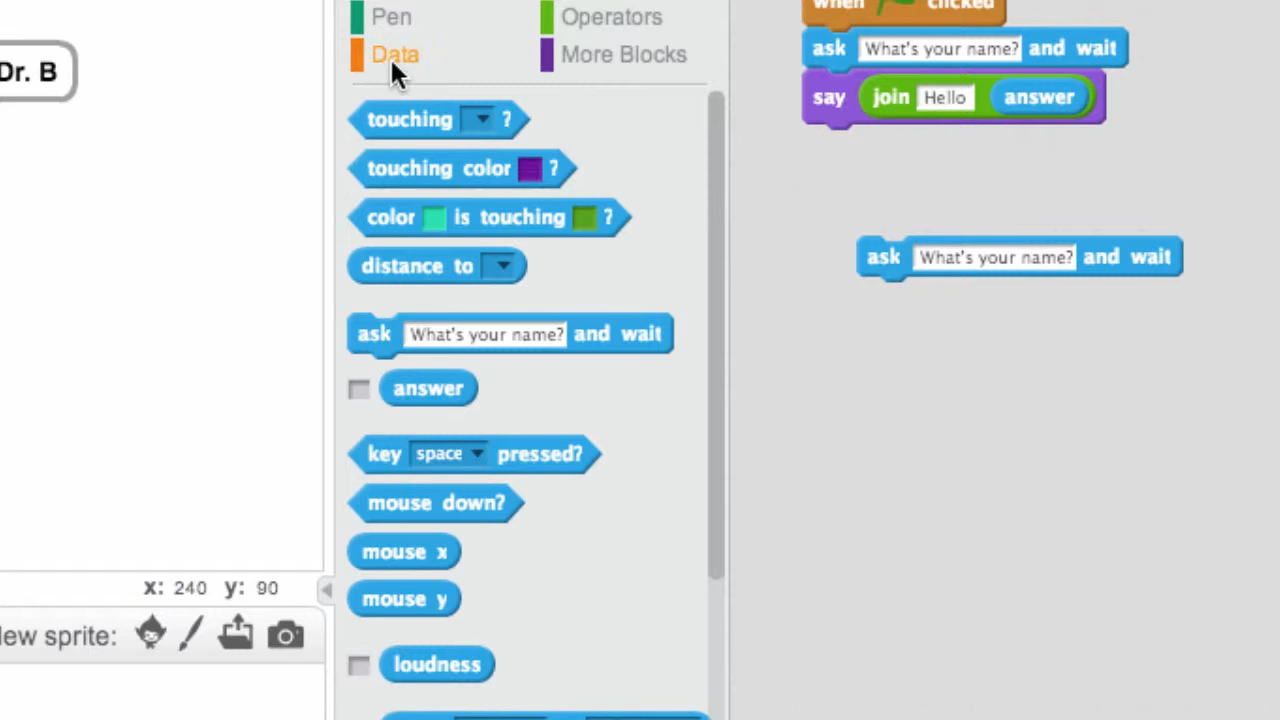 when clicked
Pen Operators
ask What's your name? and wait
Data More Blocks
Dr. B
say join Hello answer
touching ?
touching color ?
color is touching ?
ask What's your name? and wait
distance to
ask What's your name? and wait
answer
key space pressed?
mouse down?
mouse x
x: 240 y: 90
mouse y
sprite:
loudness